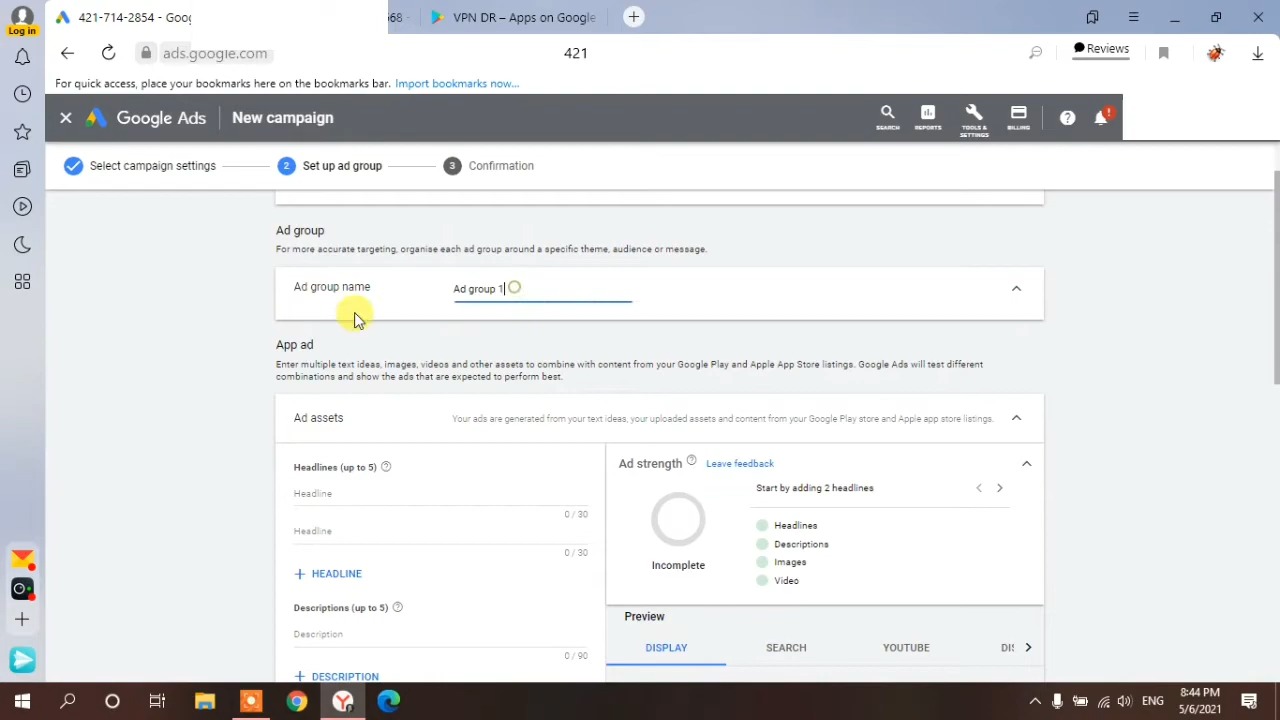 Log in
421-714-2854 - Goog
68 -
VPN DR – Apps on Google
ads.google.com
421
Reviews
For quick access, place your bookmarks here on the bookmarks bar. Import bookmarks now...
Google Ads
New campaign
SEARCH
REPORTS
TOOLS & SETTINGS
BILLING
Select campaign settings
2 Set up ad group
3 Confirmation
Ad group
For more accurate targeting, organise each ad group around a specific theme, audience or message.
Ad group name
Ad group 1
App ad
Enter multiple text ideas, images, videos and other assets to combine with content from your Google Play and Apple App Store listings. Google Ads will test different
combinations and show the ads that are expected to perform best.
Ad assets
Your ads are generated from your text ideas, your uploaded assets and content from your Google Play store and Apple app store listings.
Headlines (up to 5)
Headline
0 / 30
Headline
0 / 30
+ HEADLINE
Descriptions (up to 5)
Description
0 / 90
+ DESCRIPTION
Ad strength
Leave feedback
Incomplete
Start by adding 2 headlines
Headlines
Descriptions
Images
Video
Preview
DISPLAY
SEARCH
YOUTUBE
DIS
ENG
8:44 PM
5/6/2021